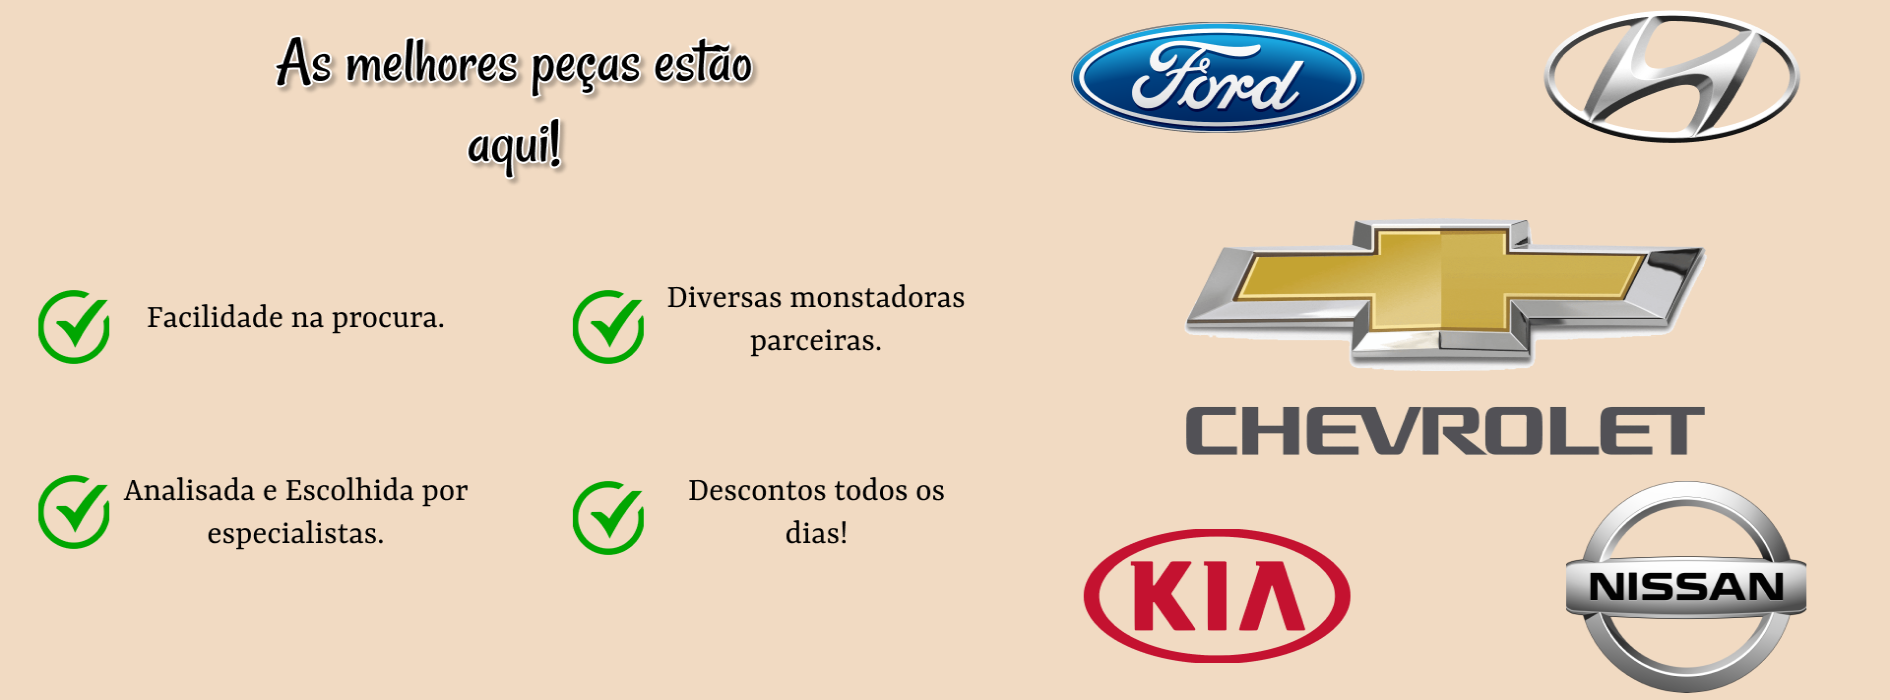 As melhores peças estão
aqui!
Facilidade na procura.
Diversas monstadoras
parceiras.
Analisada e Escolhida por
especialistas.
Descontos todos os
dias!
Ford
CHEVROLET
KIA
NISSAN